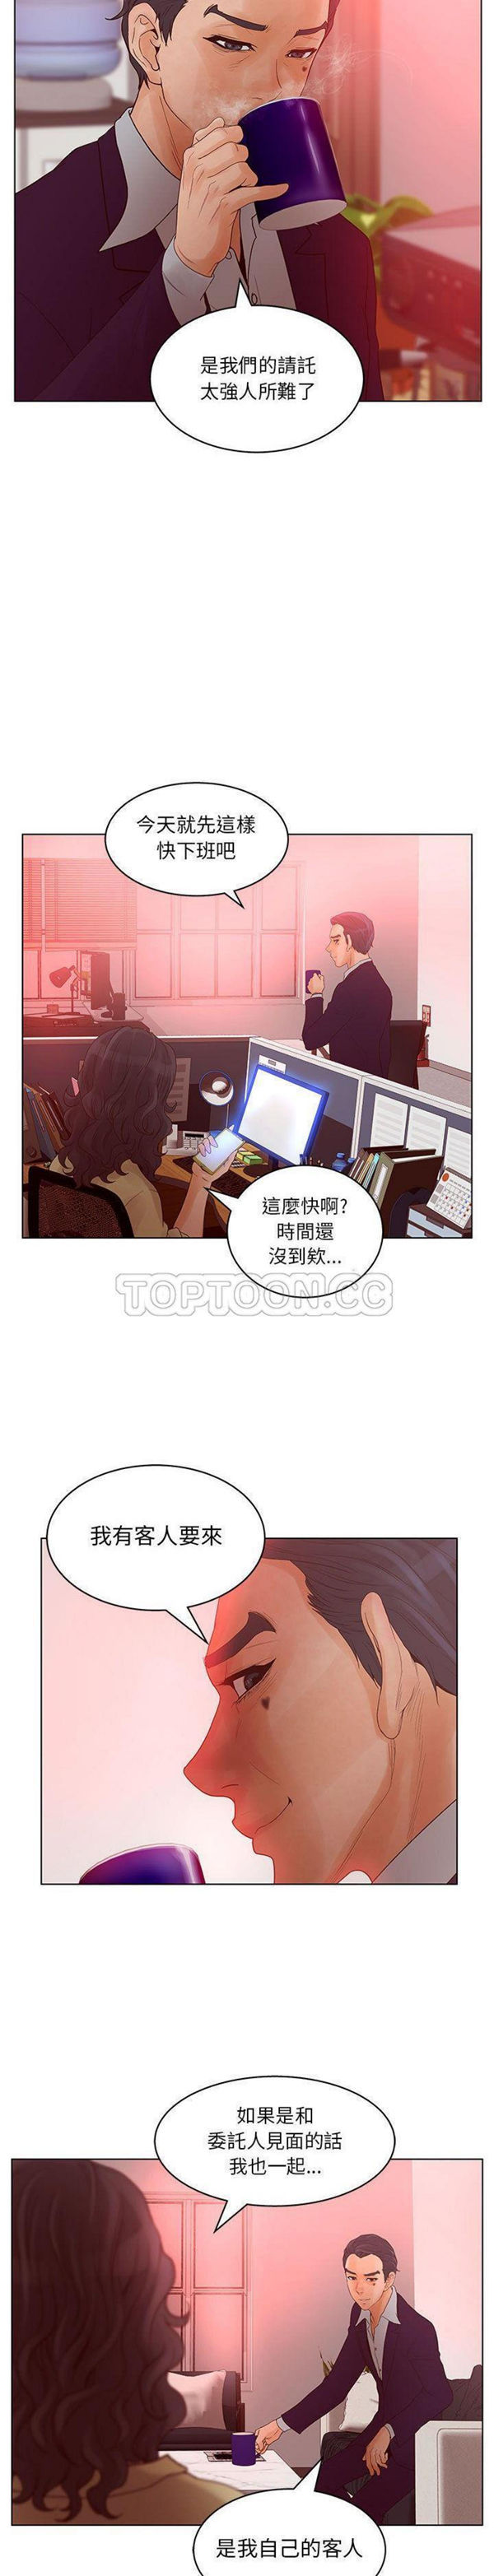 是我們的請託
太強人所難了
今天就先這樣
快下班吧
這麼快啊?
時間還
沒到欸...
TOPTOON.CC
我有客人要來
如果是和
委託人見面的話
我也一起...
是我自己的客人